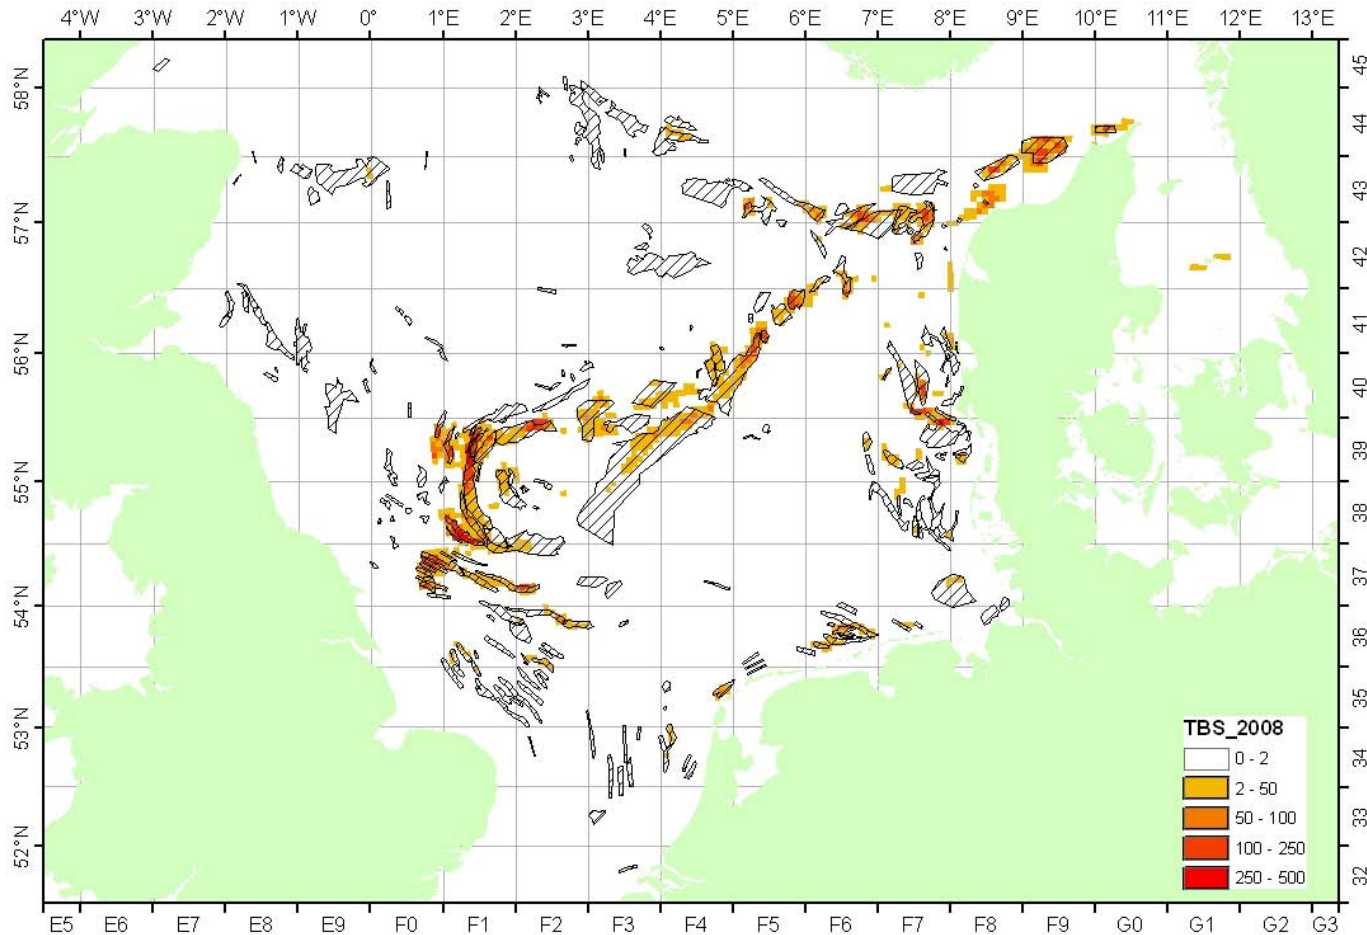 4°W 3°W 2°W 1°W 0° 1°E 2°E 3°E 4°E 5°E 6°E 7°E 8°E 9°E 10°E 11°E 12°E 13°E
58°N 45
44
57°N 43
42
56°N 41
40
55°N 39
38
54°N 37
36
53°N 35
34
52°N 33
32
TBS_2008
0 - 2
2 - 50
50 - 100
100 - 250
250 - 500
E5 E6 E7 E8 E9 F0 F1 F2 F3 F4 F5 F6 F7 F8 F9 G0 G1 G2 G3